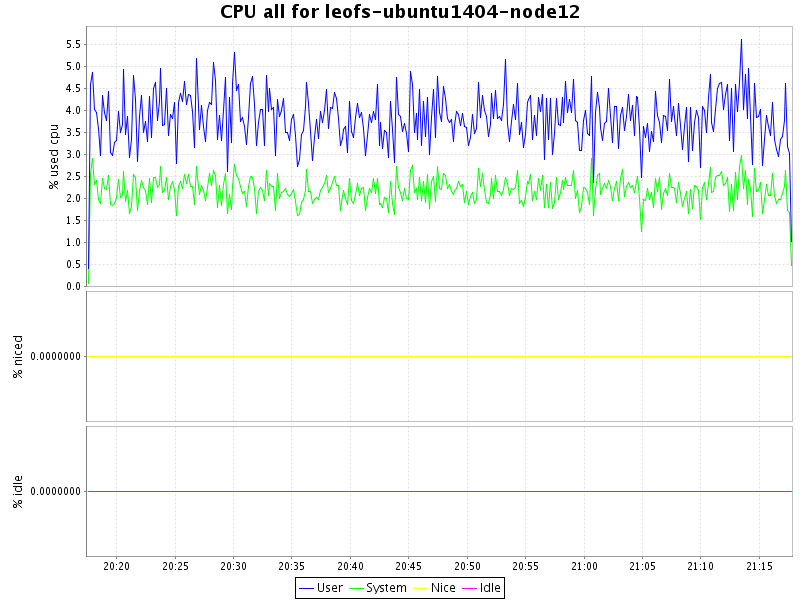 CPU all for leofs-ubuntu1404-node12
% used cpu
5.5
5.0
4.5
4.0
3.5
3.0
2.5
2.0
1.5
1.0
0.5
0.0
% niced
0.0000000
% idle
0.0000000
20:20 20:25 20:30 20:35 20:40 20:45 20:50 20:55 21:00 21:05 21:10 21:15
User System Nice Idle